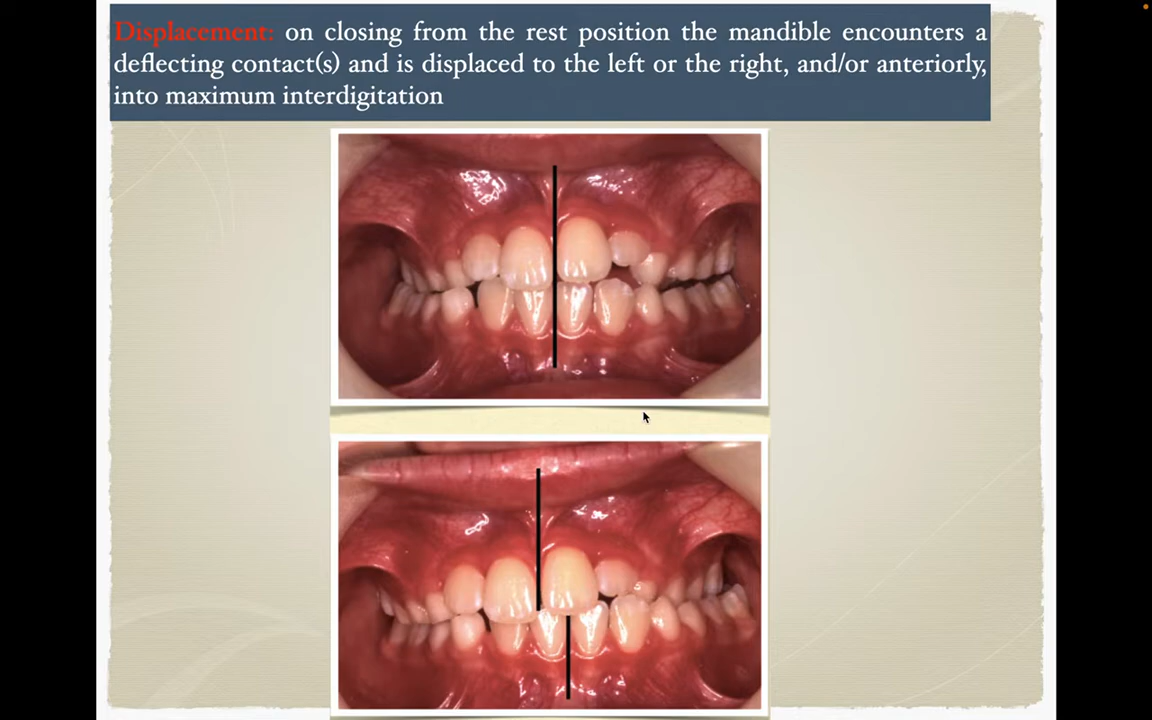 Displacement: on closing from the rest position the mandible encounters a
deflecting contact(s) and is displaced to the left or the right, and/or anteriorly,
into maximum interdigitation